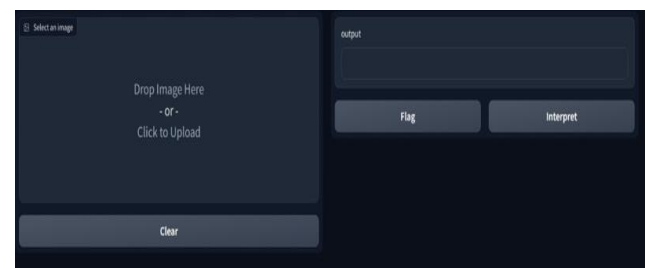 Select an image
Drop Image Here
- or -
Click to Upload
Clear
output
Flag
Interpret